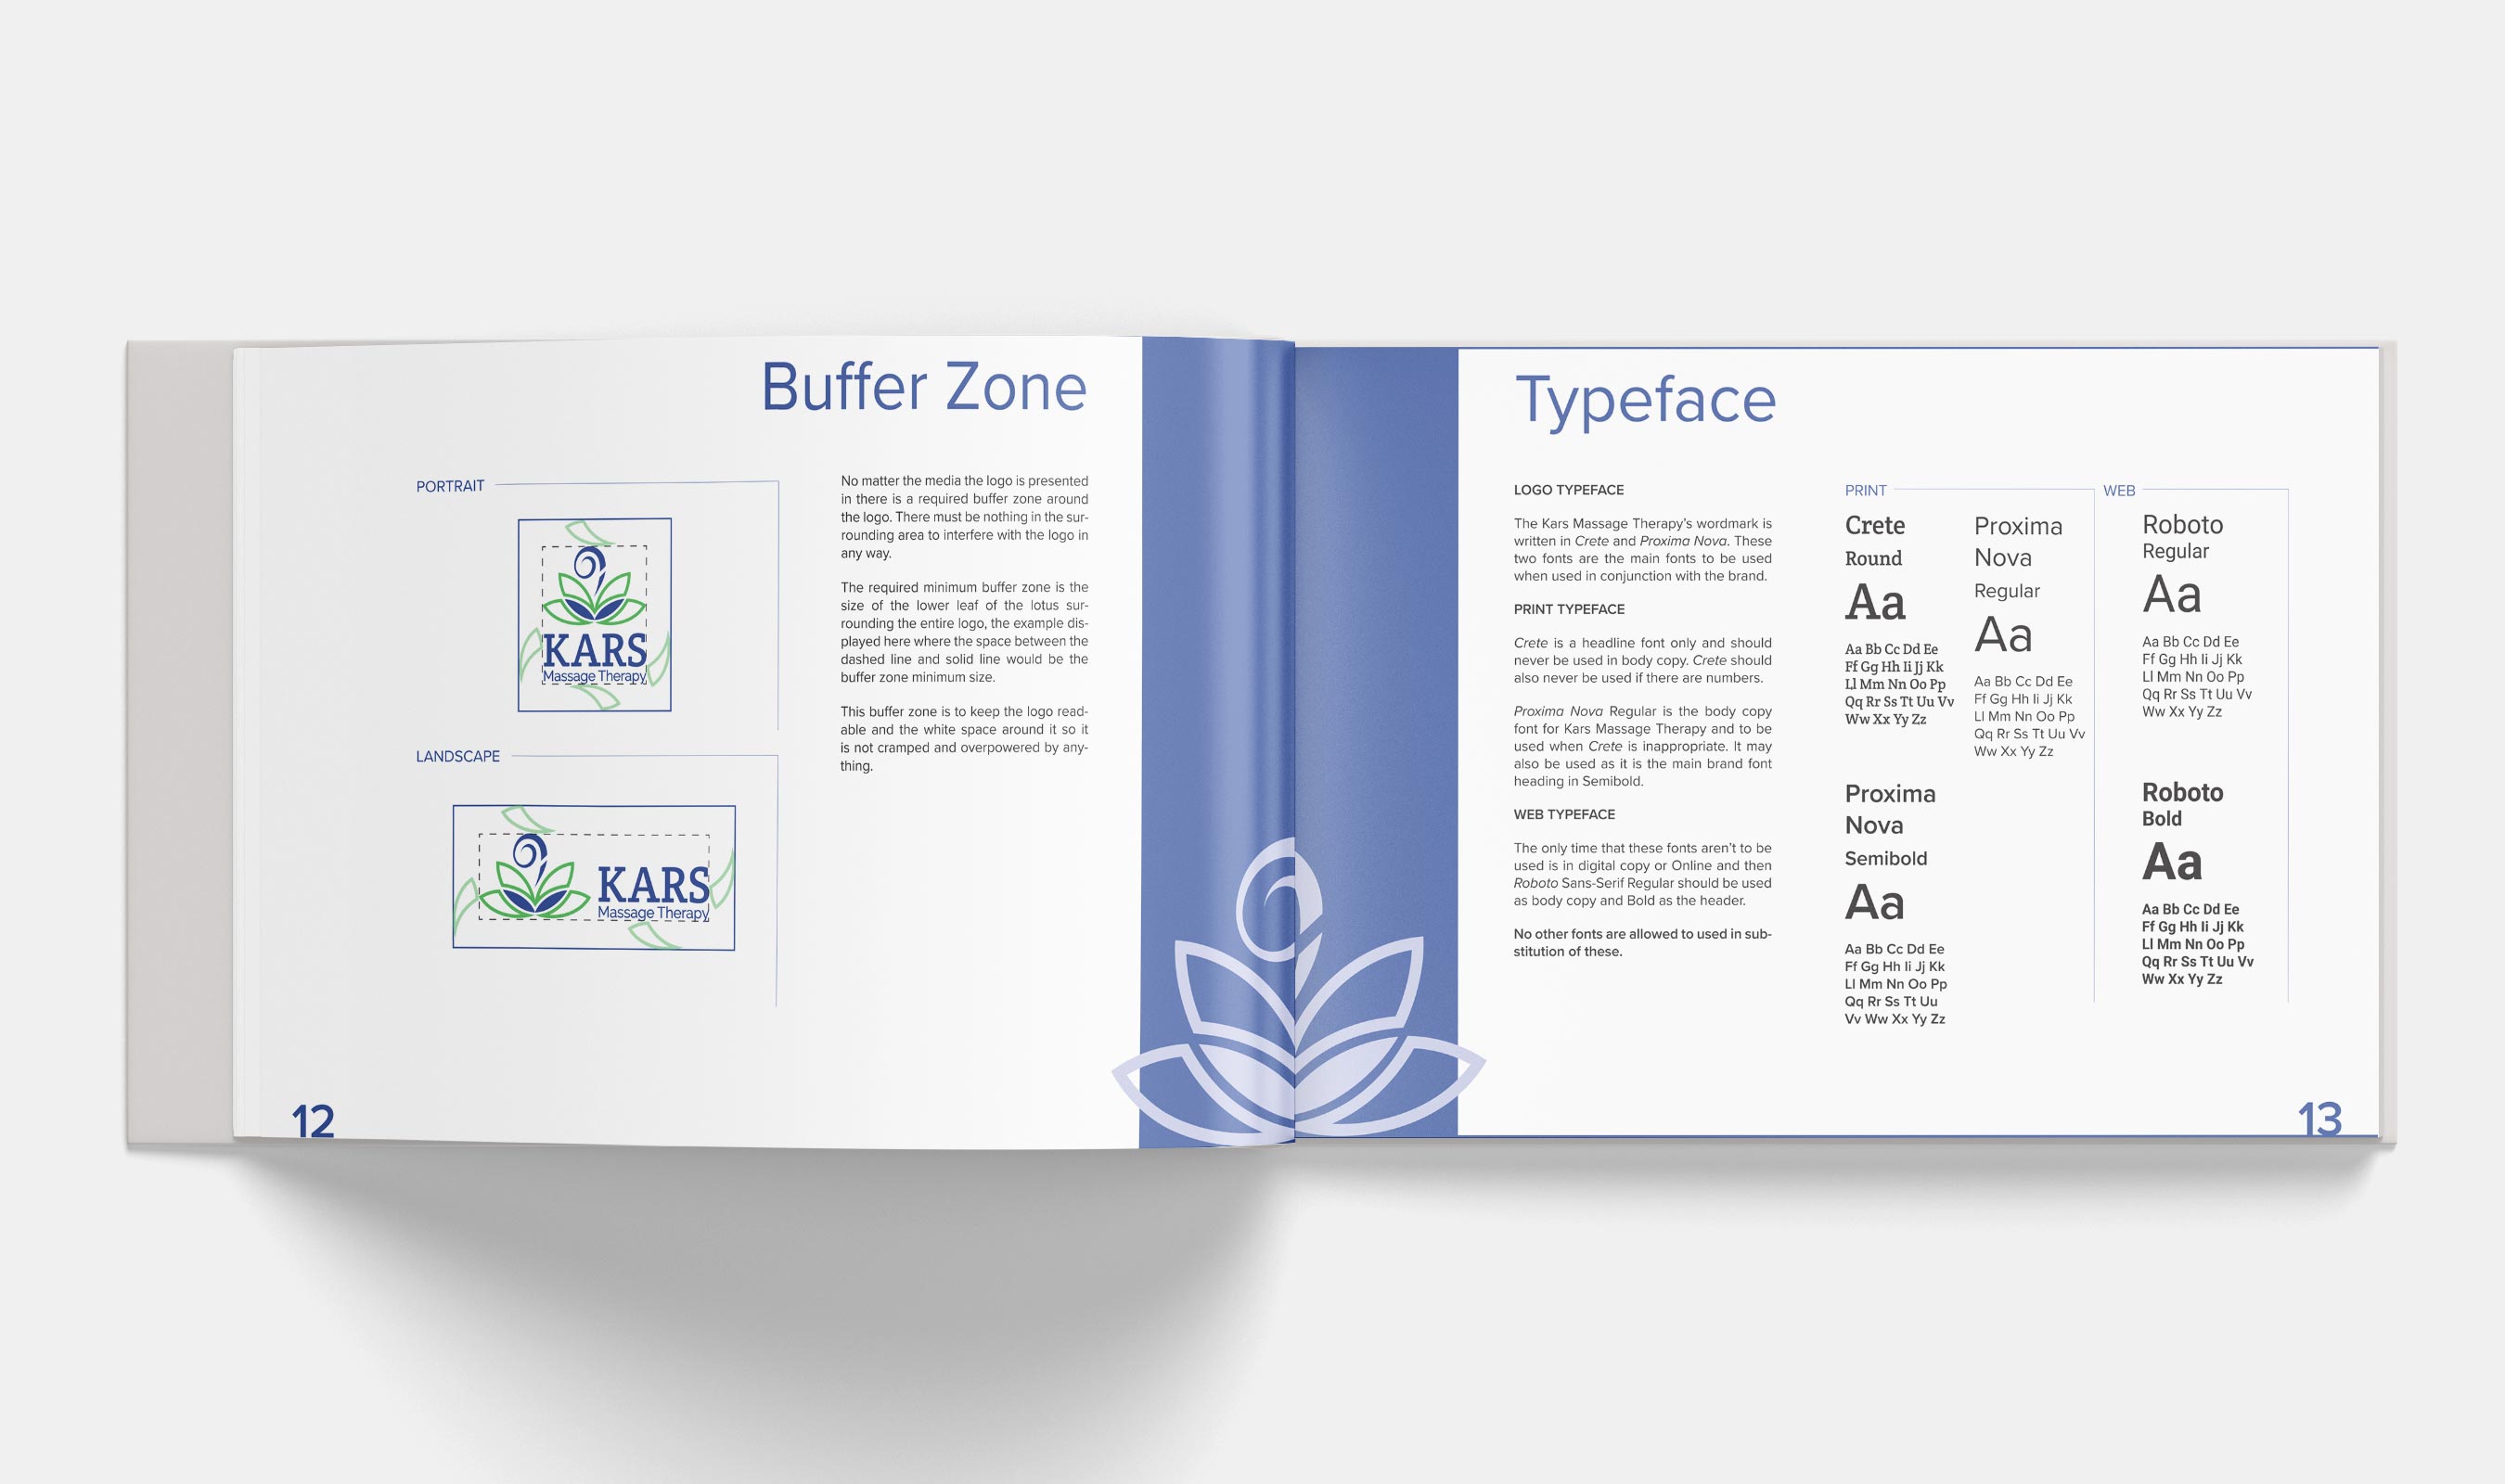 Buffer Zone
PORTRAIT
KARS
Massage Therapy
LANDSCAPE
KARS
Massage Therapy
No matter the media the logo is presented
in there is a required buffer zone around
the logo. There must be nothing in the sur-
rounding area to interfere with the logo in
any way.
The required minimum buffer zone is the
size of the lower leaf of the lotus sur-
rounding the entire logo, the example dis-
played here where the space between the
dashed line and solid line would be the
buffer zone minimum size.
This buffer zone is to keep the logo read-
able and the white space around it so it
is not cramped and overpowered by any-
thing.
12
Typeface
LOGO TYPEFACE
The Kars Massage Therapy's wordmark is
written in Crete and Proxima Nova. These
two fonts are the main fonts to be used
when used in conjunction with the brand.
PRINT TYPEFACE
Crete is a headline font only and should
never be used in body copy. Crete should
also never be used if there are numbers.
Proxima Nova Regular is the body copy
font for Kars Massage Therapy and to be
used when Crete is inappropriate. It may
also be used as it is the main brand font
heading in Semibold.
WEB TYPEFACE
The only time that these fonts aren't to be
used is in digital copy or Online and then
Roboto Sans-Serif Regular should be used
as body copy and Bold as the header.
No other fonts are allowed to used in sub-
stitution of these.
PRINT
Crete
Round
Aa
Aa Bb Cc Dd Ee
Ff Gg Hh Ii Jj Kk
Ll Mm Nn Oo Pp
Qq Rr Ss Tt Uu Vv
Ww Xx Yy Zz
Proxima
Nova
Regular
Aa
Aa Bb Cc Dd Ee
Ff Gg Hh Ii Jj Kk
Ll Mm Nn Oo Pp
Qq Rr Ss Tt Uu Vv
Ww Xx Yy Zz
Proxima
Nova
Semibold
Aa
Aa Bb Cc Dd Ee
Ff Gg Hh Ii Jj Kk
Ll Mm Nn Oo Pp
Qq Rr Ss Tt Uu
Vv Ww Xx Yy Zz
WEB
Roboto
Regular
Aa
Aa Bb Cc Dd Ee
Ff Gg Hh Ii Jj Kk
Ll Mm Nn Oo Pp
Qq Rr Ss Tt Uu Vv
Ww Xx Yy Zz
Roboto
Bold
Aa
Aa Bb Cc Dd Ee
Ff Gg Hh Ii Jj Kk
Ll Mm Nn Oo Pp
Qq Rr Ss Tt Uu Vv
Ww Xx Yy Zz
13